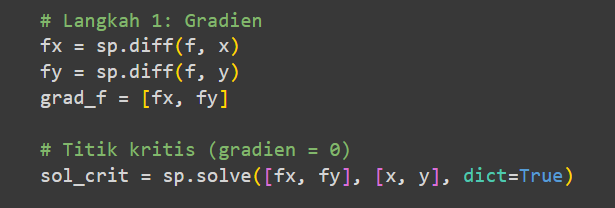 # Langkah 1: Gradien
fx = sp.diff(f, x)
fy = sp.diff(f, y)
grad_f = [fx, fy]
# Titik kritis (gradien = 0)
sol_crit = sp.solve([fx, fy], [x, y], dict=True)